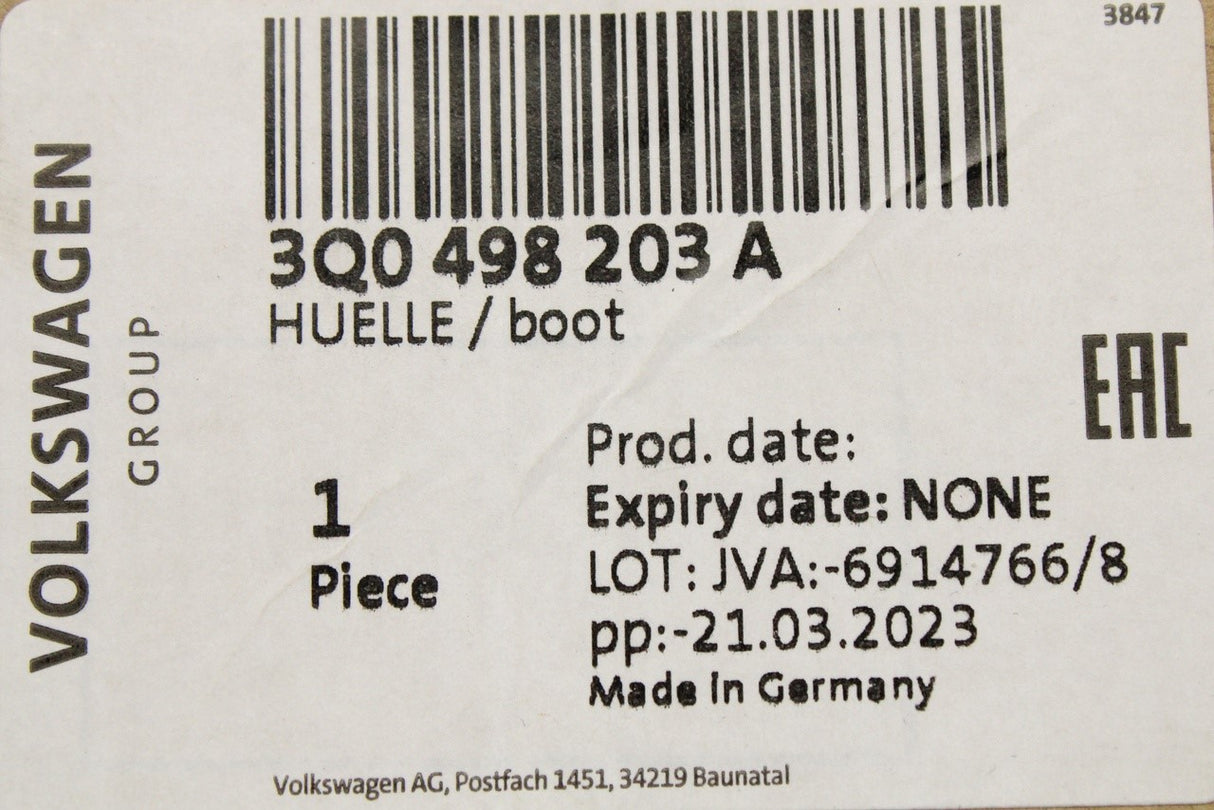 3847
VOLKSWAGEN
GROUP
3Q0 498 203 A
HUELLE / boot
EAC
1
Piece
Prod. date:
Expiry date: NONE
LOT: JVA:-6914766/8
pp:-21.03.2023
Made in Germany
Volkswagen AG, Postfach 1451, 34219 Baunatal